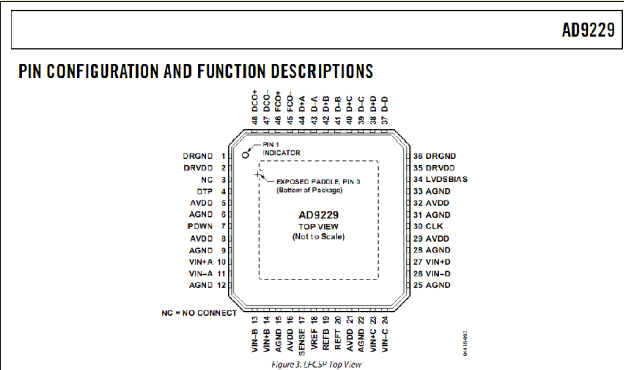 AD9229
PIN CONFIGURATION AND FUNCTION DESCRIPTIONS
48 DCO+
47 DCO–
46 FCO+
45 FCO–
44 D+A
43 D–A
42 D+B
41 D–B
40 D+C
39 D–C
38 D+D
37 D–D
PIN 1
INDICATOR
EXPOSED PADDLE, PIN 0
(Bottom of Package)
AD9229
TOP VIEW
(Not to Scale)
DRGND 1
DRVDD 2
NC 3
DTP 4
AVDD 5
AGND 6
PDWN 7
AVDD 8
AGND 9
VIN+A 10
VIN–A 11
AGND 12
36 DRGND
35 DRVDD
34 LVDSBIAS
33 AGND
32 AVDD
31 AGND
30 CLK
29 AVDD
28 AGND
27 VIN+D
26 VIN–D
25 AGND
NC = NO CONNECT
VIN–B 13
VIN+B 14
AGND 15
AVDD 16
SENSE 17
VREF 18
REFB 19
REFT 20
AVDD 21
AGND 22
VIN+C 23
VIN–C 24
Figure 3. LFCSP Top View